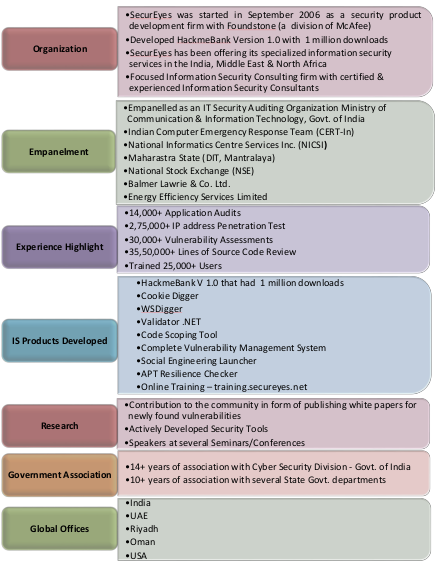 Organization
•SecurEyes was started in September 2006 as a security product
development firm with Foundstone (a division of McAfee)
•Developed HackmeBank Version 1.0 with 1 million downloads
•SecurEyes has been offering its specialized information security
services in the India, Middle East & North Africa
•Focused Information Security Consulting firm with certified &
experienced Information Security Consultants
Empanelment
•Empanelled as an IT Security Auditing Organization Ministry of
Communication & Information Technology, Govt. of India
•Indian Computer Emergency Response Team (CERT-In)
•National Informatics Centre Services Inc. (NICSI)
•Maharastra State (DIT, Mantralaya)
•National Stock Exchange (NSE)
•Balmer Lawrie & Co. Ltd.
•Energy Efficiency Services Limited
Experience Highlight
•14,000+ Application Audits
•2,75,000+ IP address Penetration Test
•30,000+ Vulnerability Assessments
•35,50,000+ Lines of Source Code Review
•Trained 25,000+ Users
IS Products Developed
•HackmeBank V 1.0 that had 1 million downloads
•Cookie Digger
•WSDigger
•Validator .NET
•Code Scoping Tool
•Complete Vulnerability Management System
•Social Engineering Launcher
•APT Resilience Checker
•Online Training – training.secureyes.net
Research
•Contribution to the community in form of publishing white papers for
newly found vulnerabilities
•Actively Developed Security Tools
•Speakers at several Seminars/Conferences
Government Association
•14+ years of association with Cyber Security Division - Govt. of India
•10+ years of association with several State Govt. departments
Global Offices
•India
•UAE
•Riyadh
•Oman
•USA